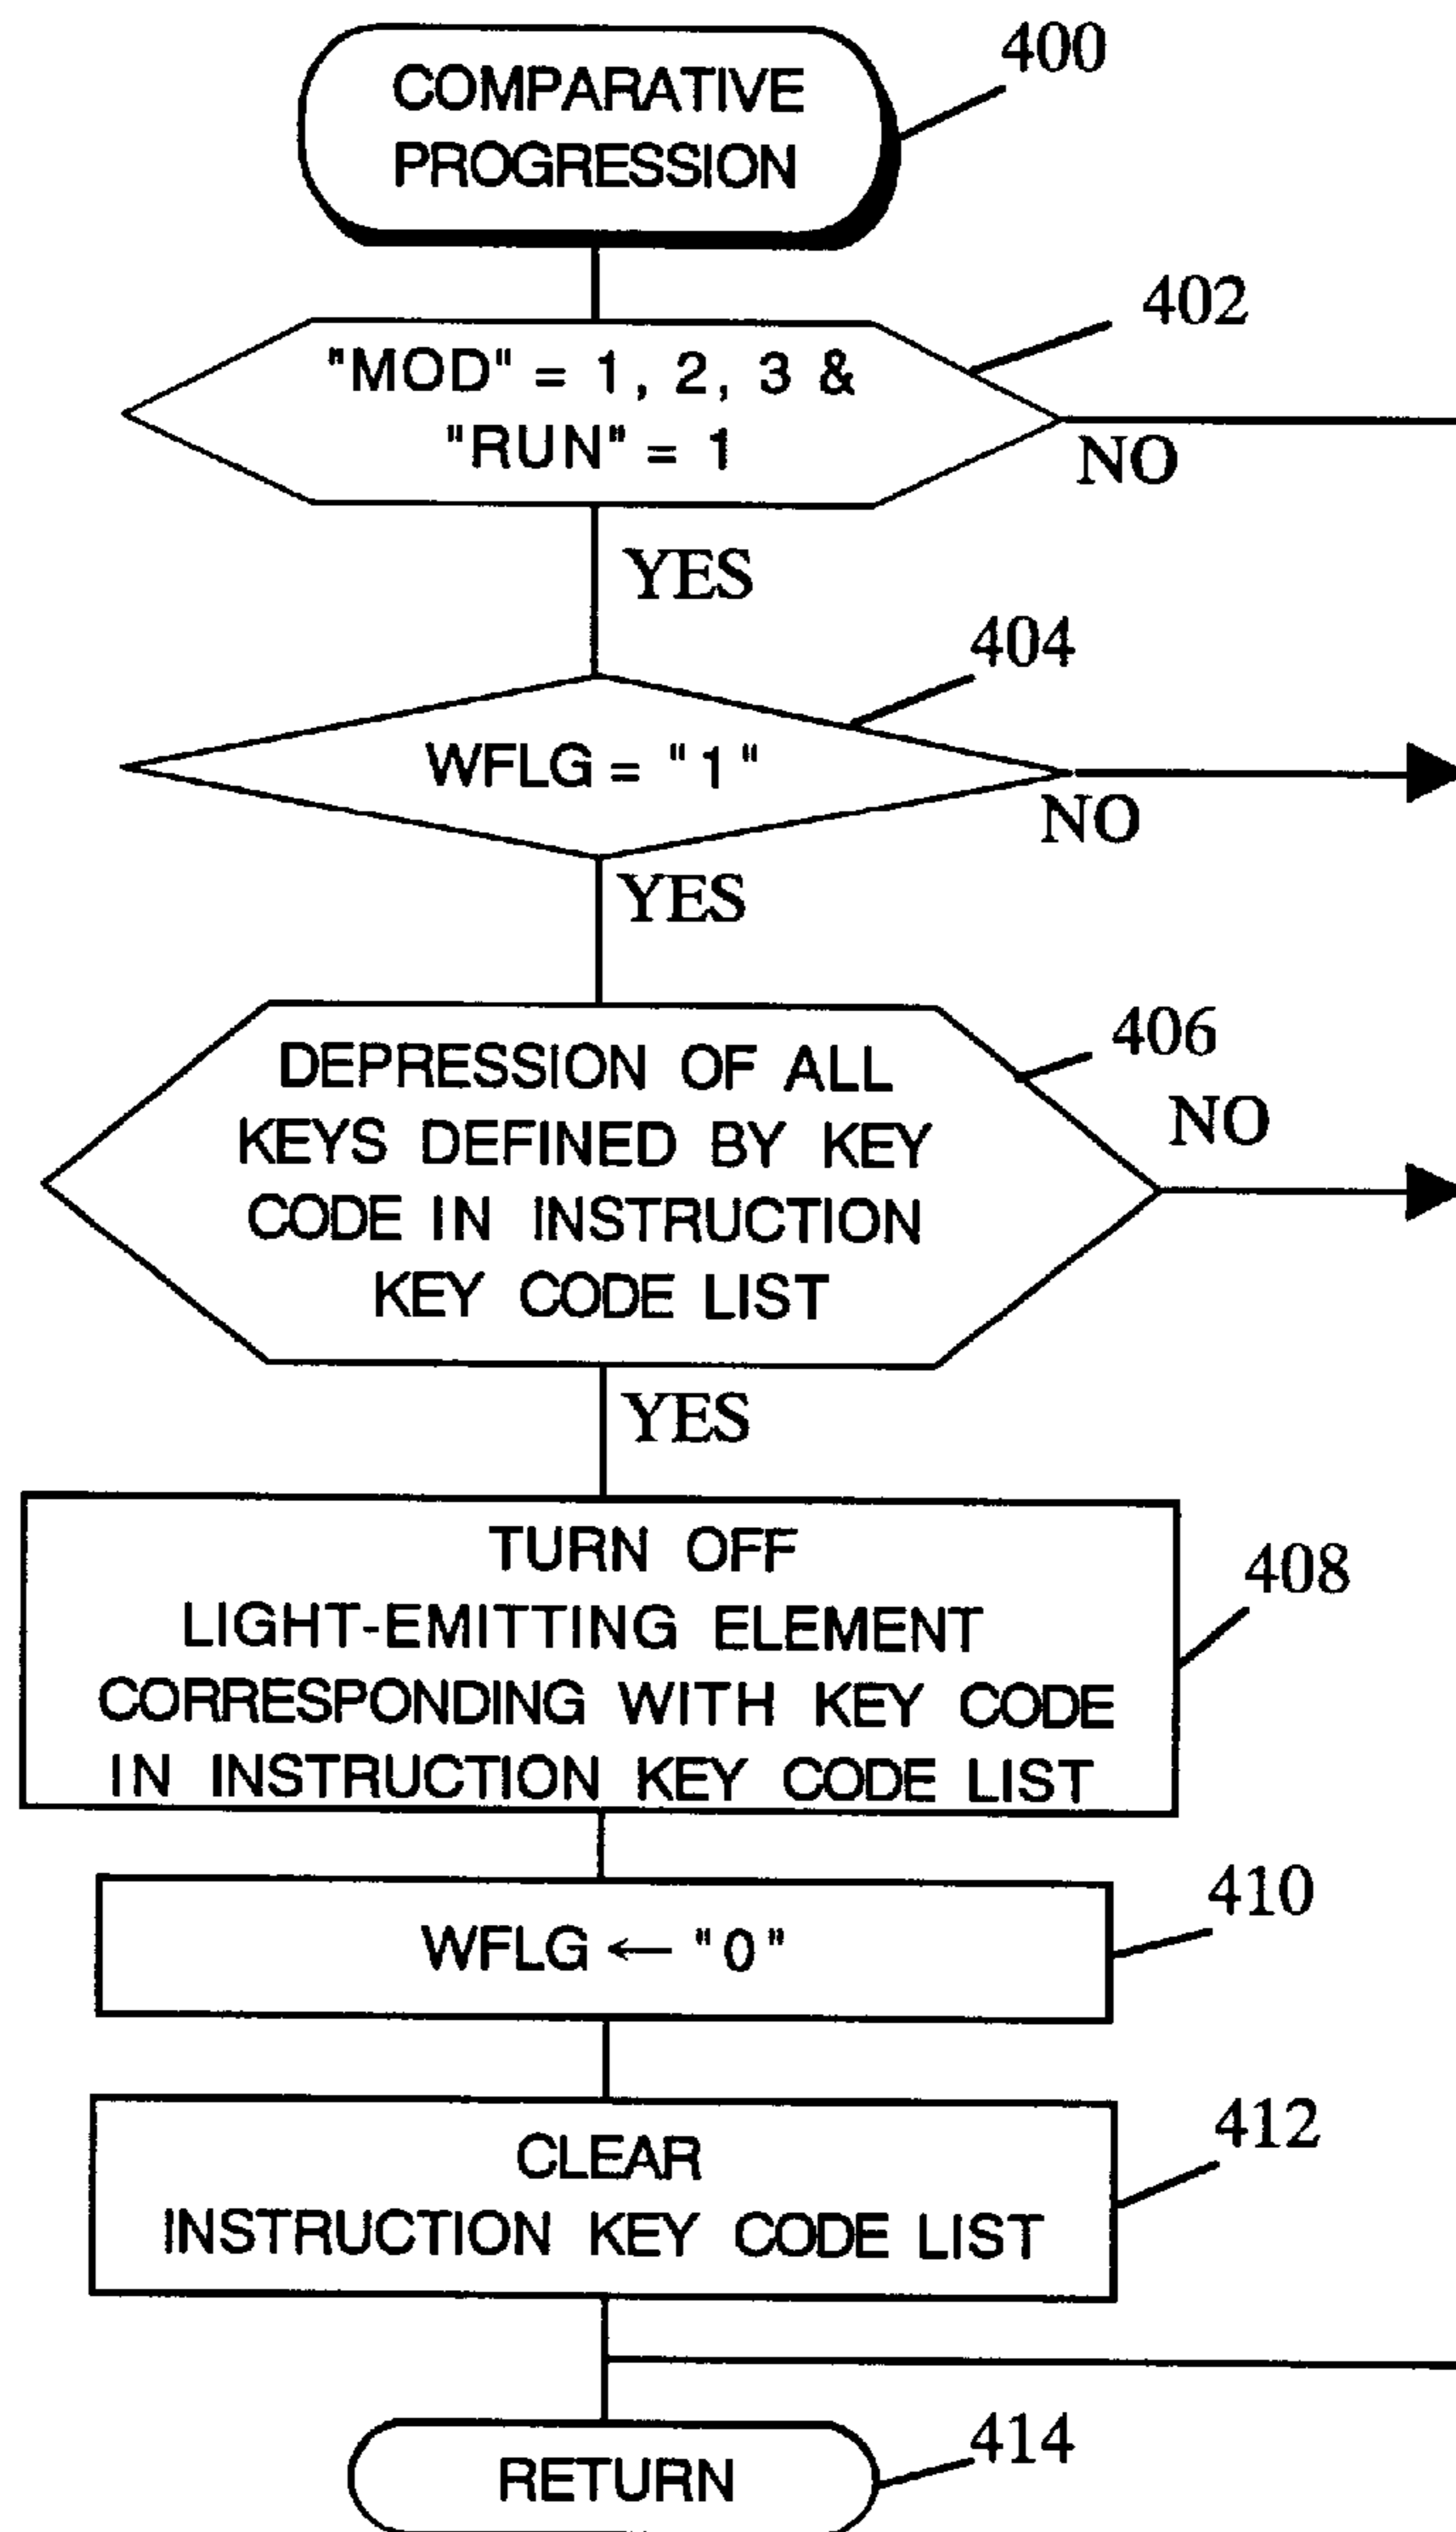 COMPARATIVE
PROGRESSION
400
402
"MOD" = 1, 2, 3 &
"RUN" = 1
NO
YES
404
WFLG = "1"
NO
YES
406
DEPRESSION OF ALL
KEYS DEFINED BY KEY
CODE IN INSTRUCTION
KEY CODE LIST
NO
YES
TURN OFF
LIGHT-EMITTING ELEMENT
CORRESPONDING WITH KEY CODE
IN INSTRUCTION KEY CODE LIST
408
WFLG ← "0"
410
CLEAR
INSTRUCTION KEY CODE LIST
412
RETURN
414